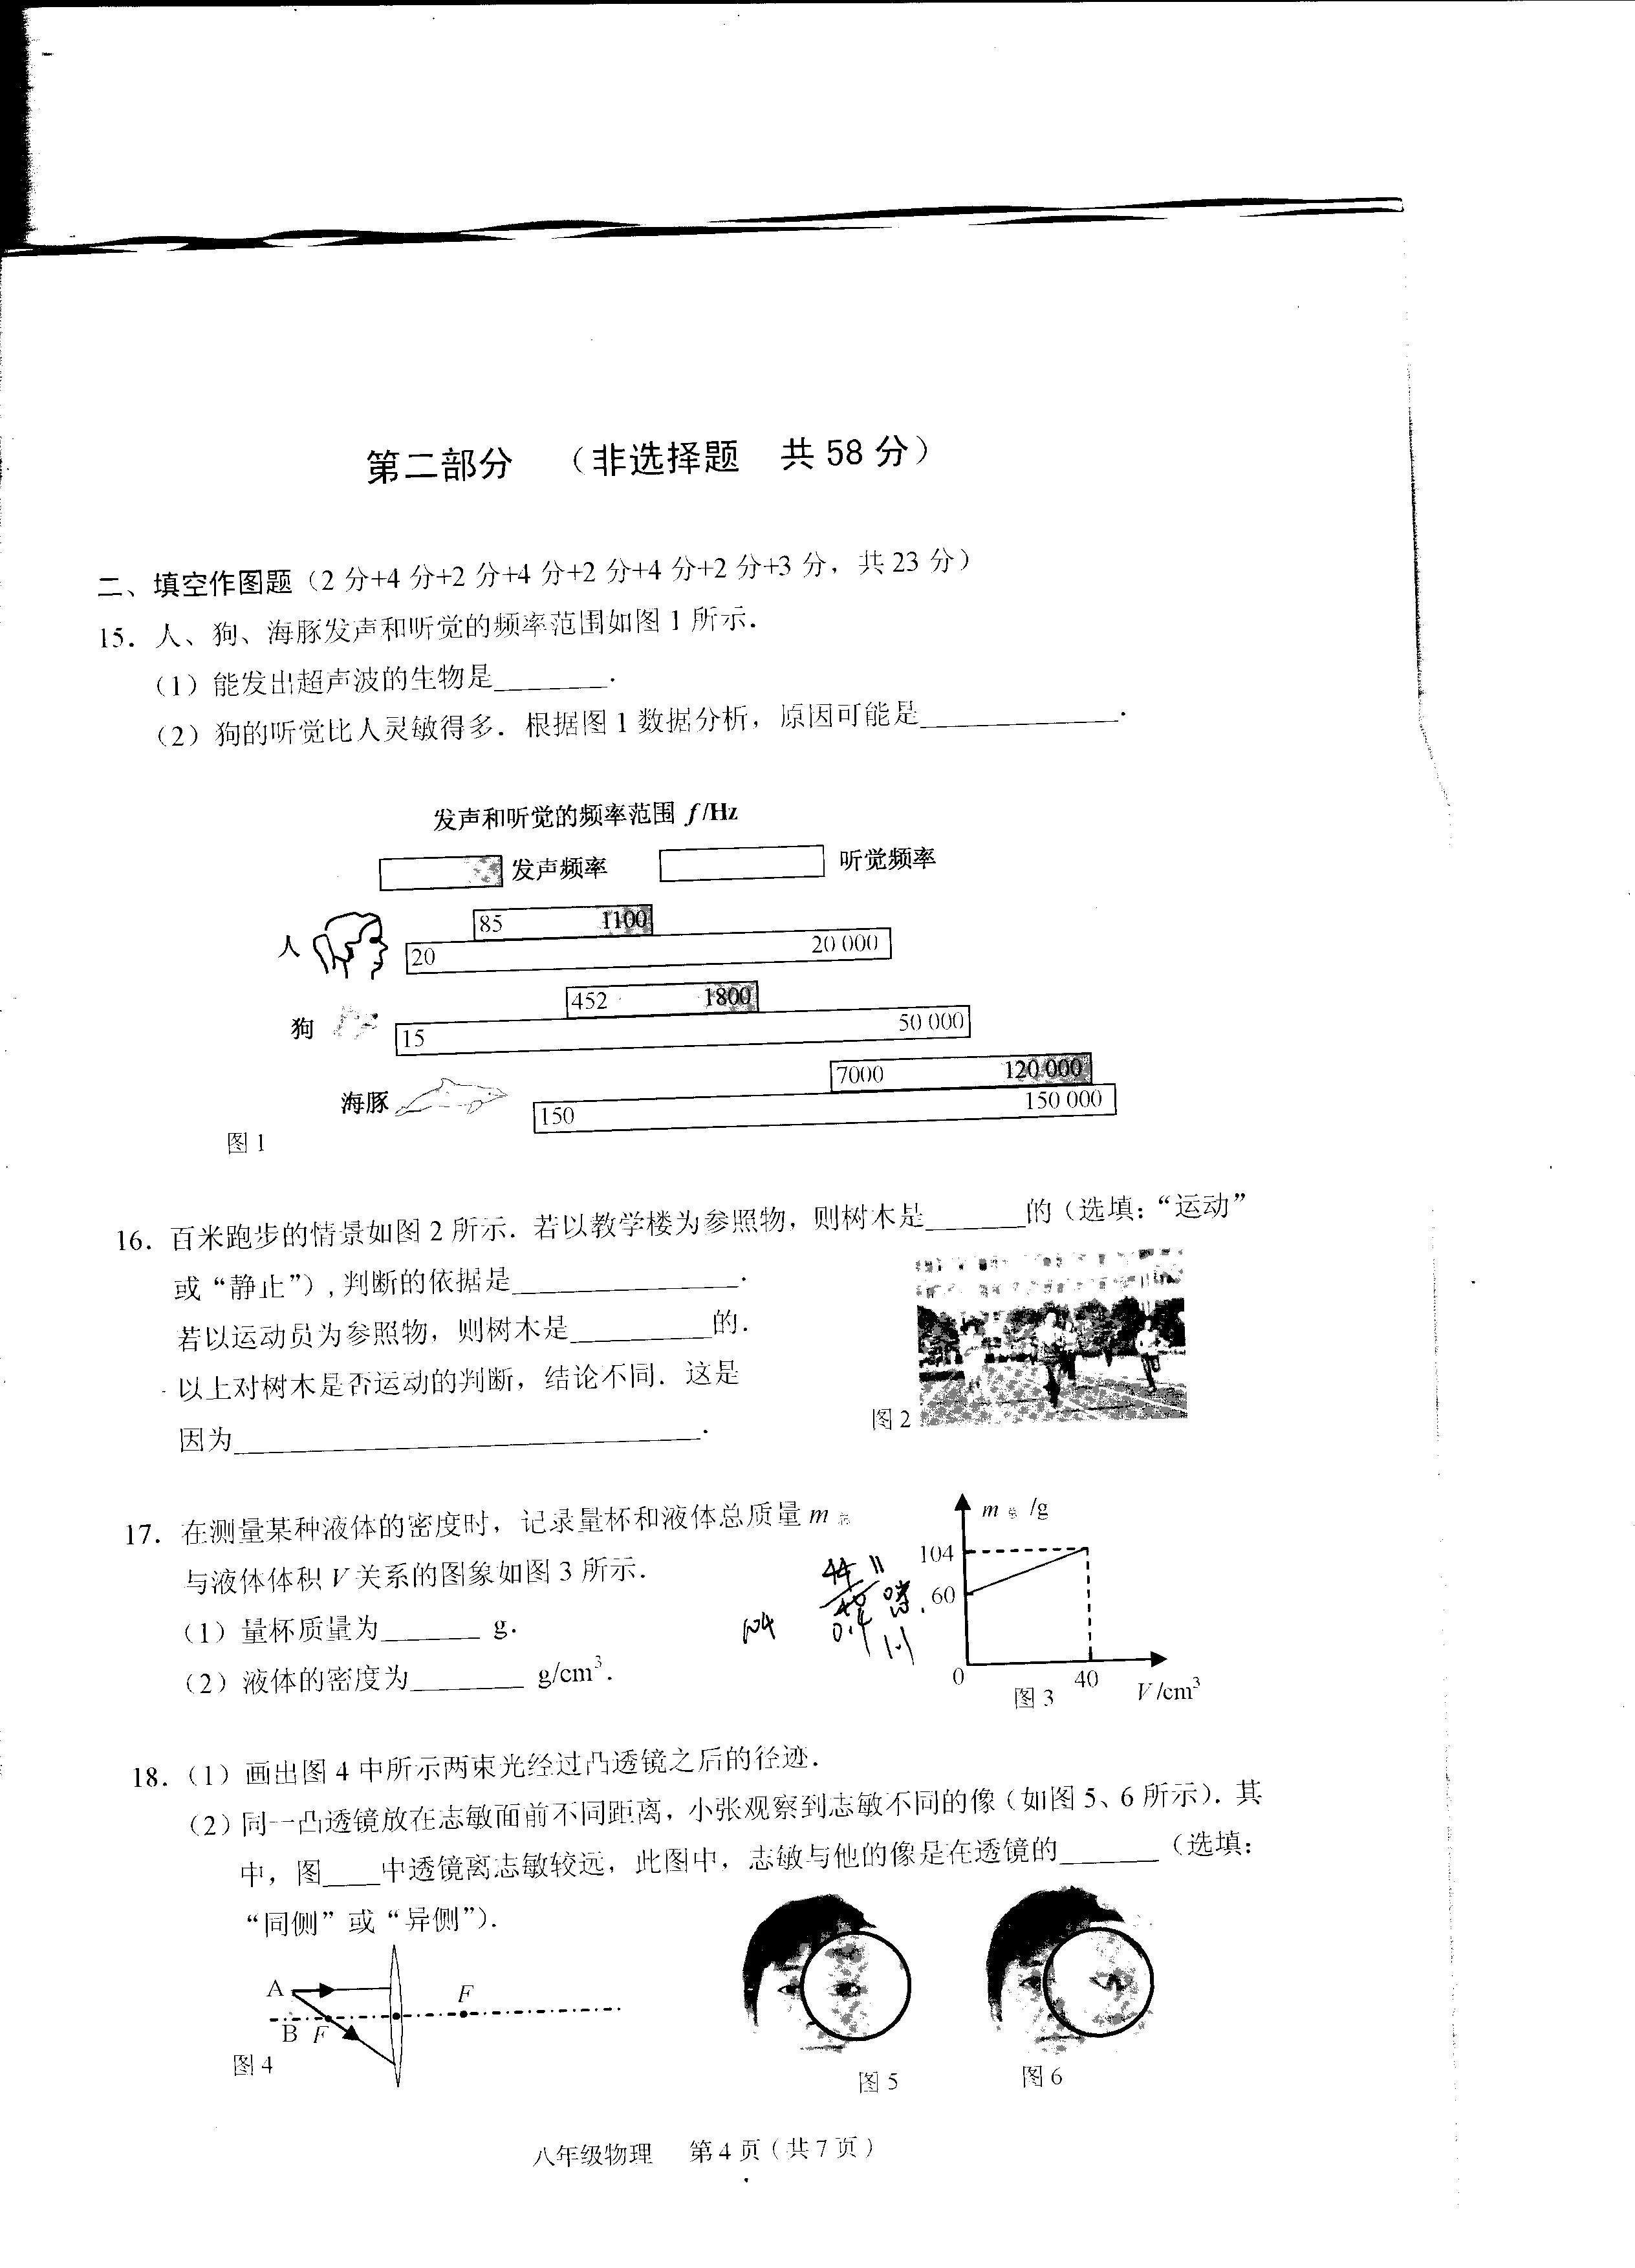 第二部分 （非选择题 共 58 分）
二、填空作图题（2 分+4 分+2 分+4 分+2 分+4 分+2 分+3 分，共 23 分）
15．人、狗、海豚发声和听觉的频率范围如图 1 所示．
（1）能发出超声波的生物是________．
（2）狗的听觉比人灵敏得多．根据图 1 数据分析，原因可能是______________．
发声和听觉的频率范围 f/Hz
发声频率 听觉频率
85 1100
人 20 20 000
452 1800
狗 15 50 000
7000 120 000
海豚 150 150 000
图 1
16．百米跑步的情景如图 2 所示．若以教学楼为参照物，则树木是_______的（选填：“运动”
或“静止”），判断的依据是________________．
若以运动员为参照物，则树木是__________的．
以上对树木是否运动的判断，结论不同．这是
因为_________________________________．
图 2
17．在测量某种液体的密度时，记录量杯和液体总质量 m 总
与液体体积 V 关系的图象如图 3 所示．
（1）量杯质量为_______ g．
（2）液体的密度为________ g/cm³．
m 总 /g
104
60
0 40 V /cm³
图 3
104
44
40
0.4
11
1.1
18．（1）画出图 4 中所示两束光经过凸透镜之后的径迹．
（2）同一凸透镜放在志敏面前不同距离，小张观察到志敏不同的像（如图 5、6 所示）．其
中，图____中透镜离志敏较远，此图中，志敏与他的像是在透镜的_______（选填：
“同侧”或“异侧”）．
A F
B F
图 4
图 5
图 6
八年级物理 第 4 页（共 7 页）